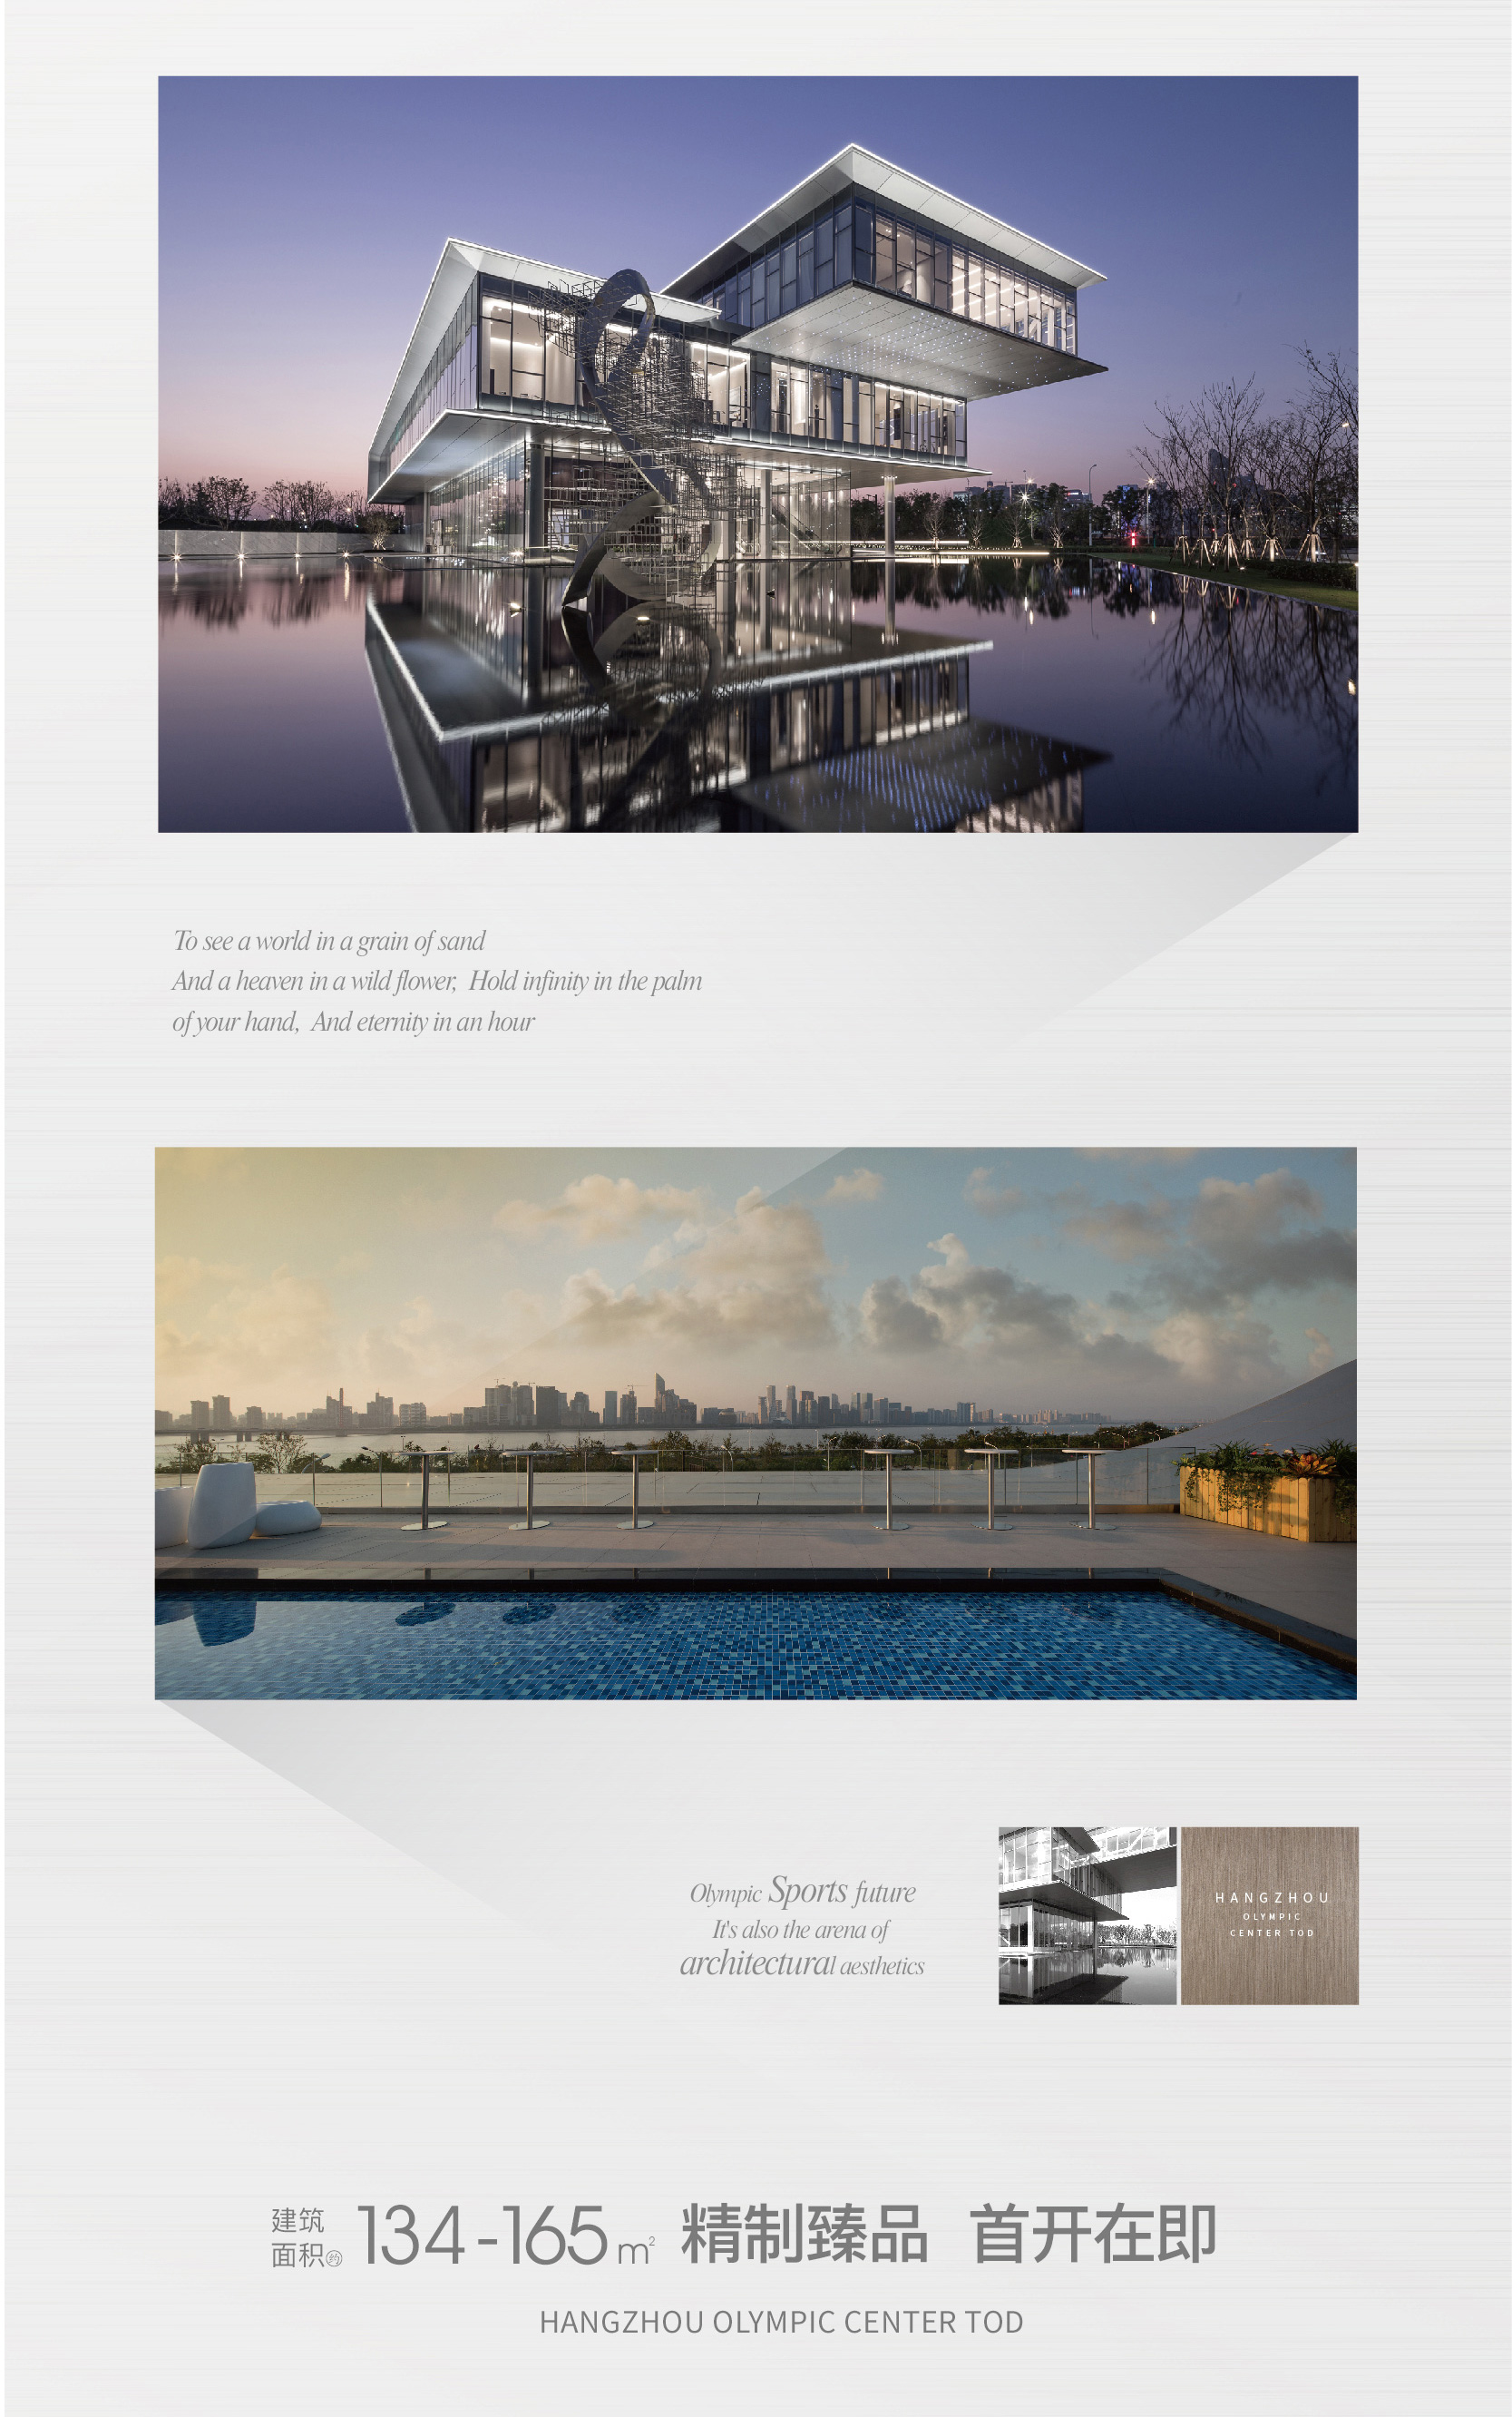 To see a world in a grain of sand
And a heaven in a wild flower, Hold infinity in the palm
of your hand, And eternity in an hour
Olympic Sports future
It's also the arena of
architectural aesthetics
HANGZHOU
OLYMPIC
CENTER TOD
建筑
面积约
134-165m² 精制臻品 首开在即
HANGZHOU OLYMPIC CENTER TOD